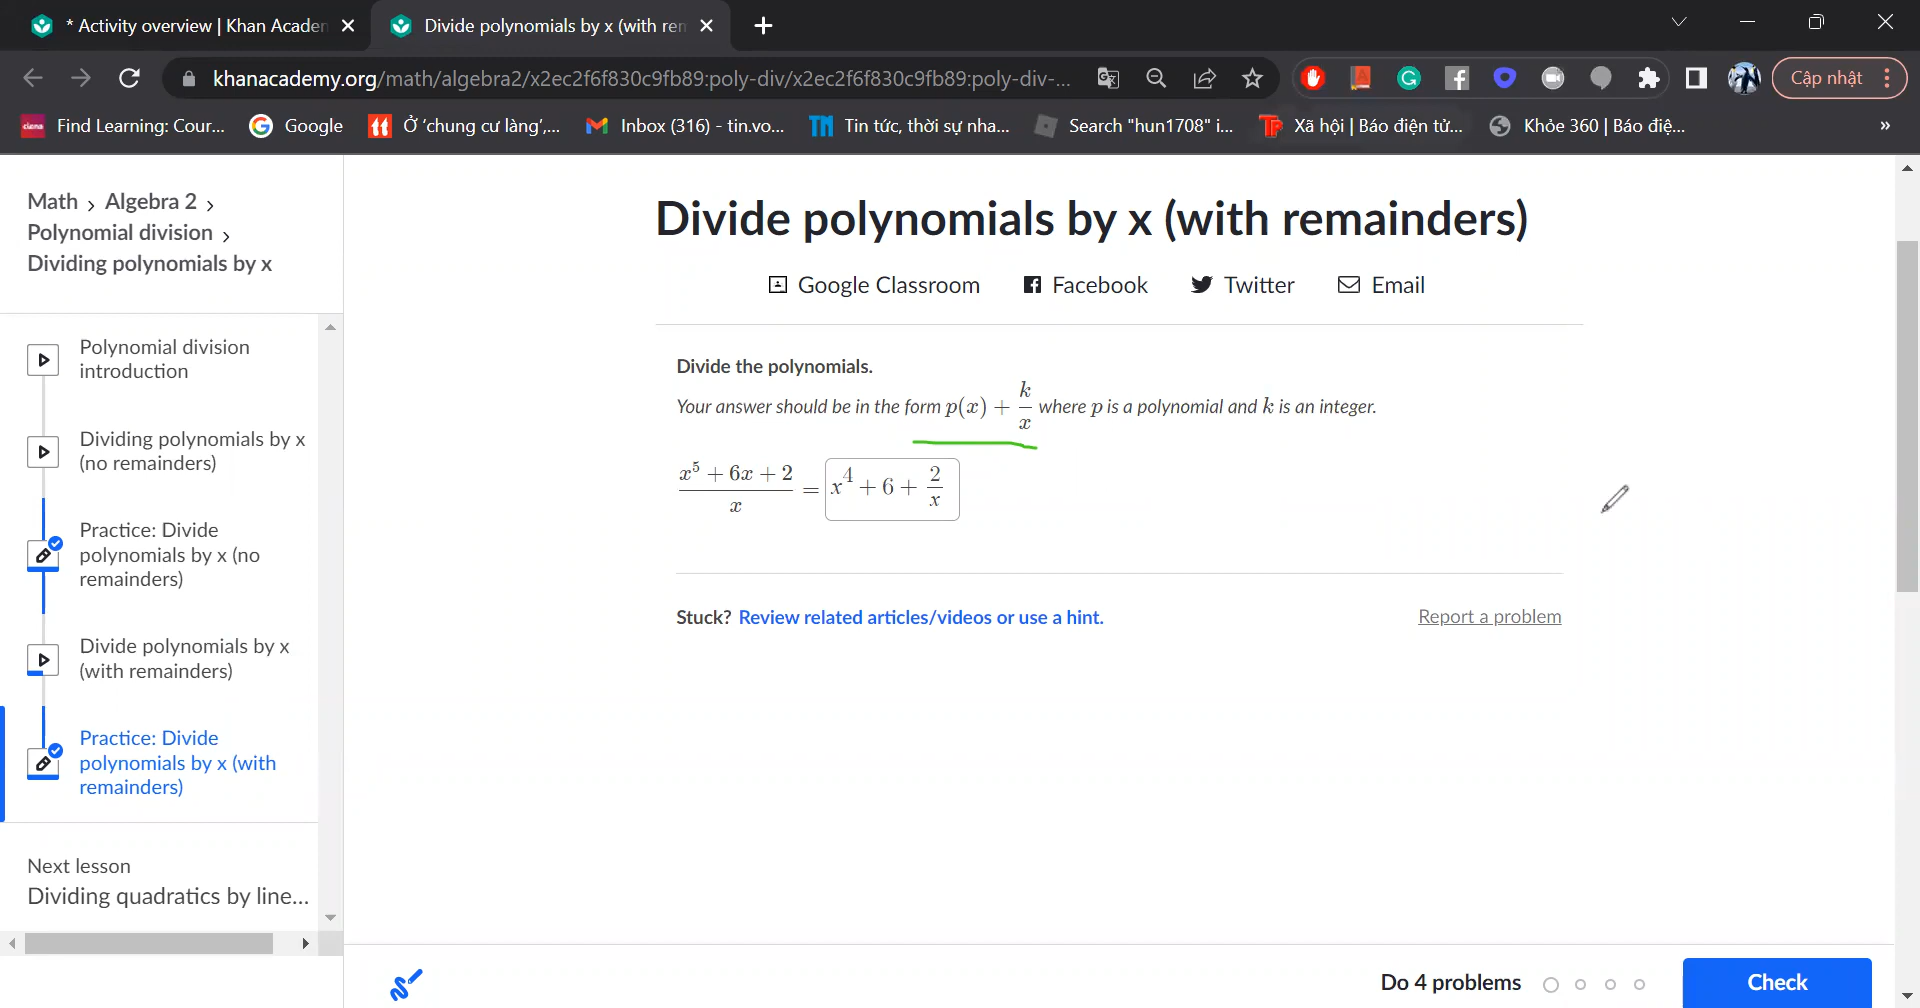 * Activity overview | Khan Acader
Divide polynomials by x (with rem
khanacademy.org/math/algebra2/x2ec2f6f830c9fb89:poly-div/x2ec2f6f830c9fb89:poly-div-...
Cập nhật
Find Learning: Cour...
Google
Ở 'chung cư làng',...
Inbox (316) - tin.vo...
Tin tức, thời sự nha...
Search "hun1708" i...
Xã hội | Báo điện tử...
Khỏe 360 | Báo điệ...
»
Math > Algebra 2 >
Polynomial division >
Dividing polynomials by x
Polynomial division
introduction
Dividing polynomials by x
(no remainders)
Practice: Divide
polynomials by x (no
remainders)
Divide polynomials by x
(with remainders)
Practice: Divide
polynomials by x (with
remainders)
Next lesson
Dividing quadratics by line...
Divide polynomials by x (with remainders)
Google Classroom
Facebook
Twitter
Email
Divide the polynomials.
Your answer should be in the form p(x) + k/x where p is a polynomial and k is an integer.
(x^5 + 6x + 2)/x = x^4 + 6 + 2/x
Stuck? Review related articles/videos or use a hint.
Report a problem
Do 4 problems
Check